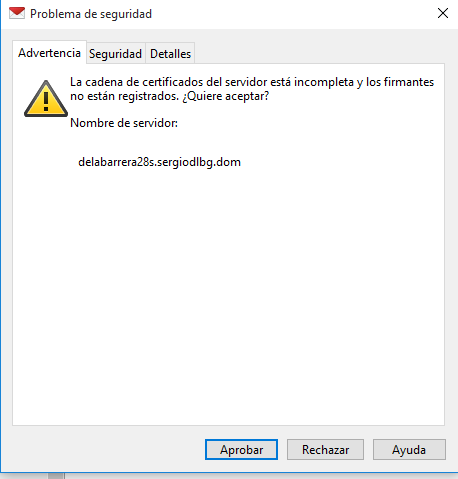 Problema de seguridad
Advertencia Seguridad Detalles
La cadena de certificados del servidor está incompleta y los firmantes
no están registrados. ¿Quiere aceptar?
Nombre de servidor:
delabarrera28s.sergiodlbg.dom
Aprobar Rechazar Ayuda